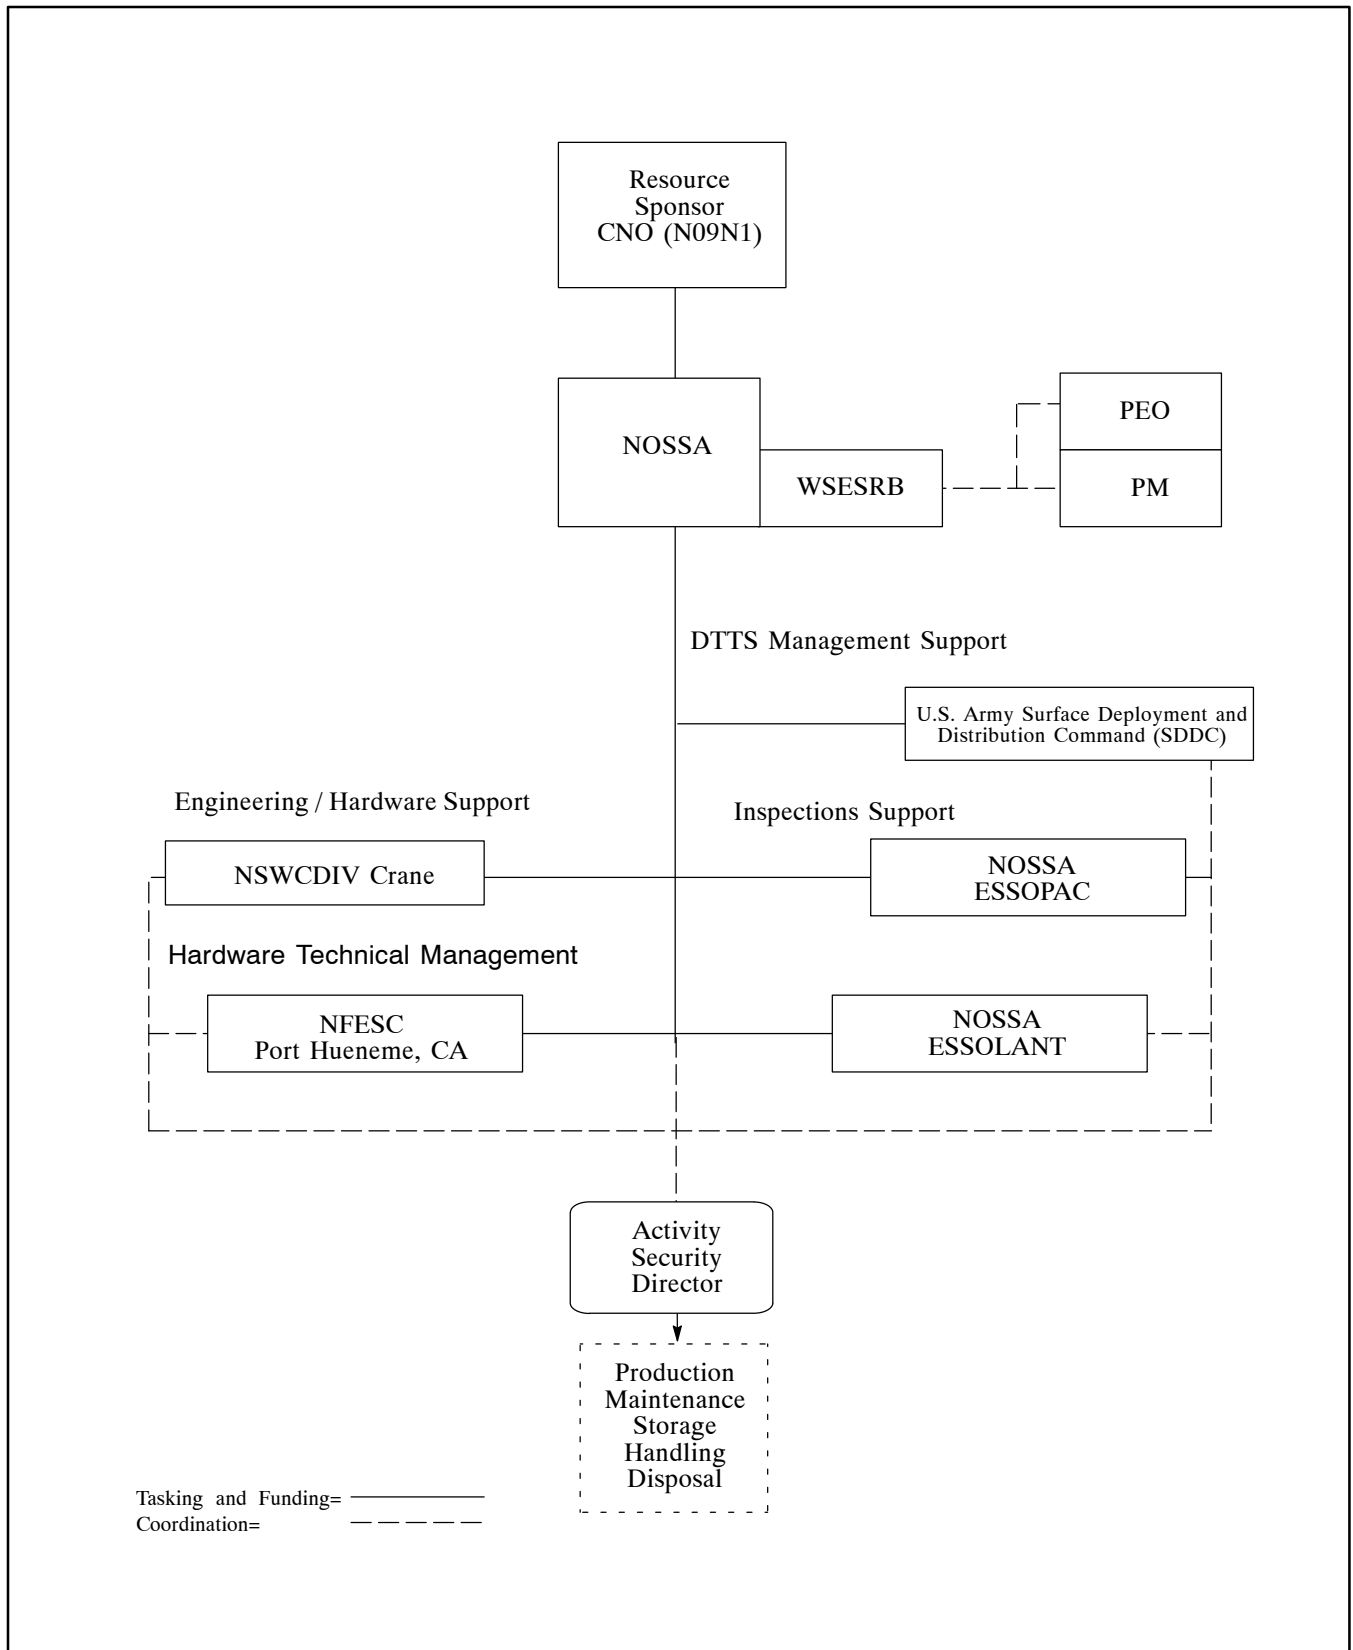 Resource
Sponsor
CNO (N09N1)
NOSSA
PEO
WSESRB
PM
DTTS Management Support
U.S. Army Surface Deployment and
Distribution Command (SDDC)
Engineering / Hardware Support
Inspections Support
NSWCDIV Crane
NOSSA
ESSOPAC
Hardware Technical Management
NFESC
Port Hueneme, CA
NOSSA
ESSOLANT
Activity
Security
Director
Production
Maintenance
Storage
Handling
Disposal
Tasking and Funding=
Coordination=